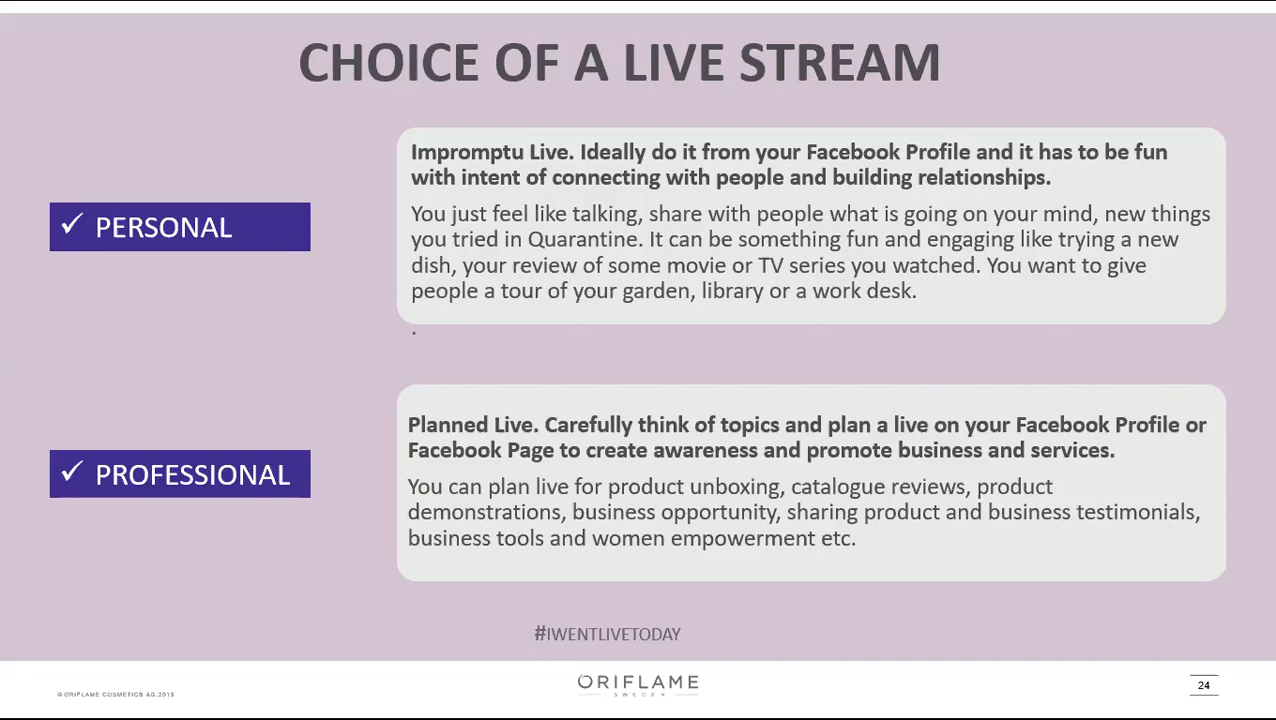 CHOICE OF A LIVE STREAM
✓ PERSONAL
Impromptu Live. Ideally do it from your Facebook Profile and it has to be fun
with intent of connecting with people and building relationships.
You just feel like talking, share with people what is going on your mind, new things
you tried in Quarantine. It can be something fun and engaging like trying a new
dish, your review of some movie or TV series you watched. You want to give
people a tour of your garden, library or a work desk.
.
✓ PROFESSIONAL
Planned Live. Carefully think of topics and plan a live on your Facebook Profile or
Facebook Page to create awareness and promote business and services.
You can plan live for product unboxing, catalogue reviews, product
demonstrations, business opportunity, sharing product and business testimonials,
business tools and women empowerment etc.
#IWENTLIVETODAY
© ORIFLAME COSMETICS AG,2015
ORIFLAME
SWEDEN
24